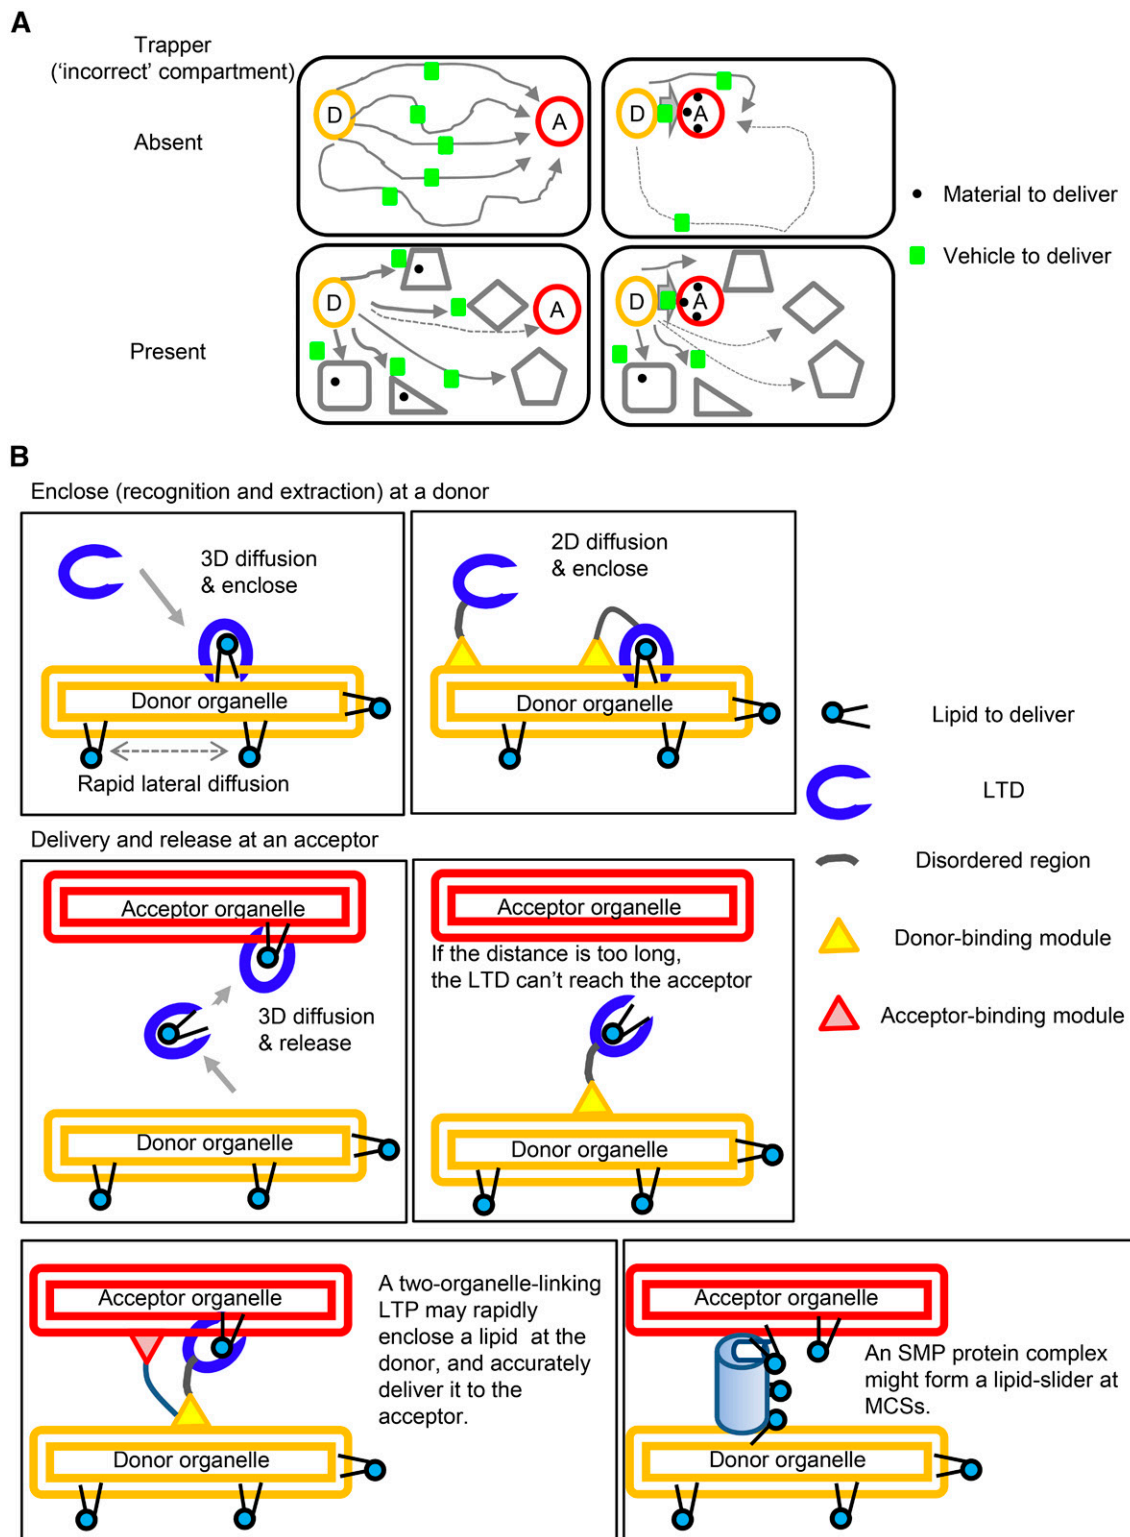 A
Trapper
('incorrect' compartment)
Absent
D
A
D
A
Material to deliver
Vehicle to deliver
Present
D
A
D
A
B
Enclose (recognition and extraction) at a donor
3D diffusion
& enclose
Donor organelle
Rapid lateral diffusion
2D diffusion
& enclose
Donor organelle
Lipid to deliver
LTD
Disordered region
Donor-binding module
Acceptor-binding module
Delivery and release at an acceptor
Acceptor organelle
3D diffusion
& release
Donor organelle
Acceptor organelle
If the distance is too long,
the LTD can't reach the acceptor
Donor organelle
Acceptor organelle
A two-organelle-linking
LTP may rapidly
enclose a lipid at the
donor, and accurately
deliver it to the
acceptor.
Donor organelle
Acceptor organelle
An SMP protein complex
might form a lipid-slider at
MCSs.
Donor organelle